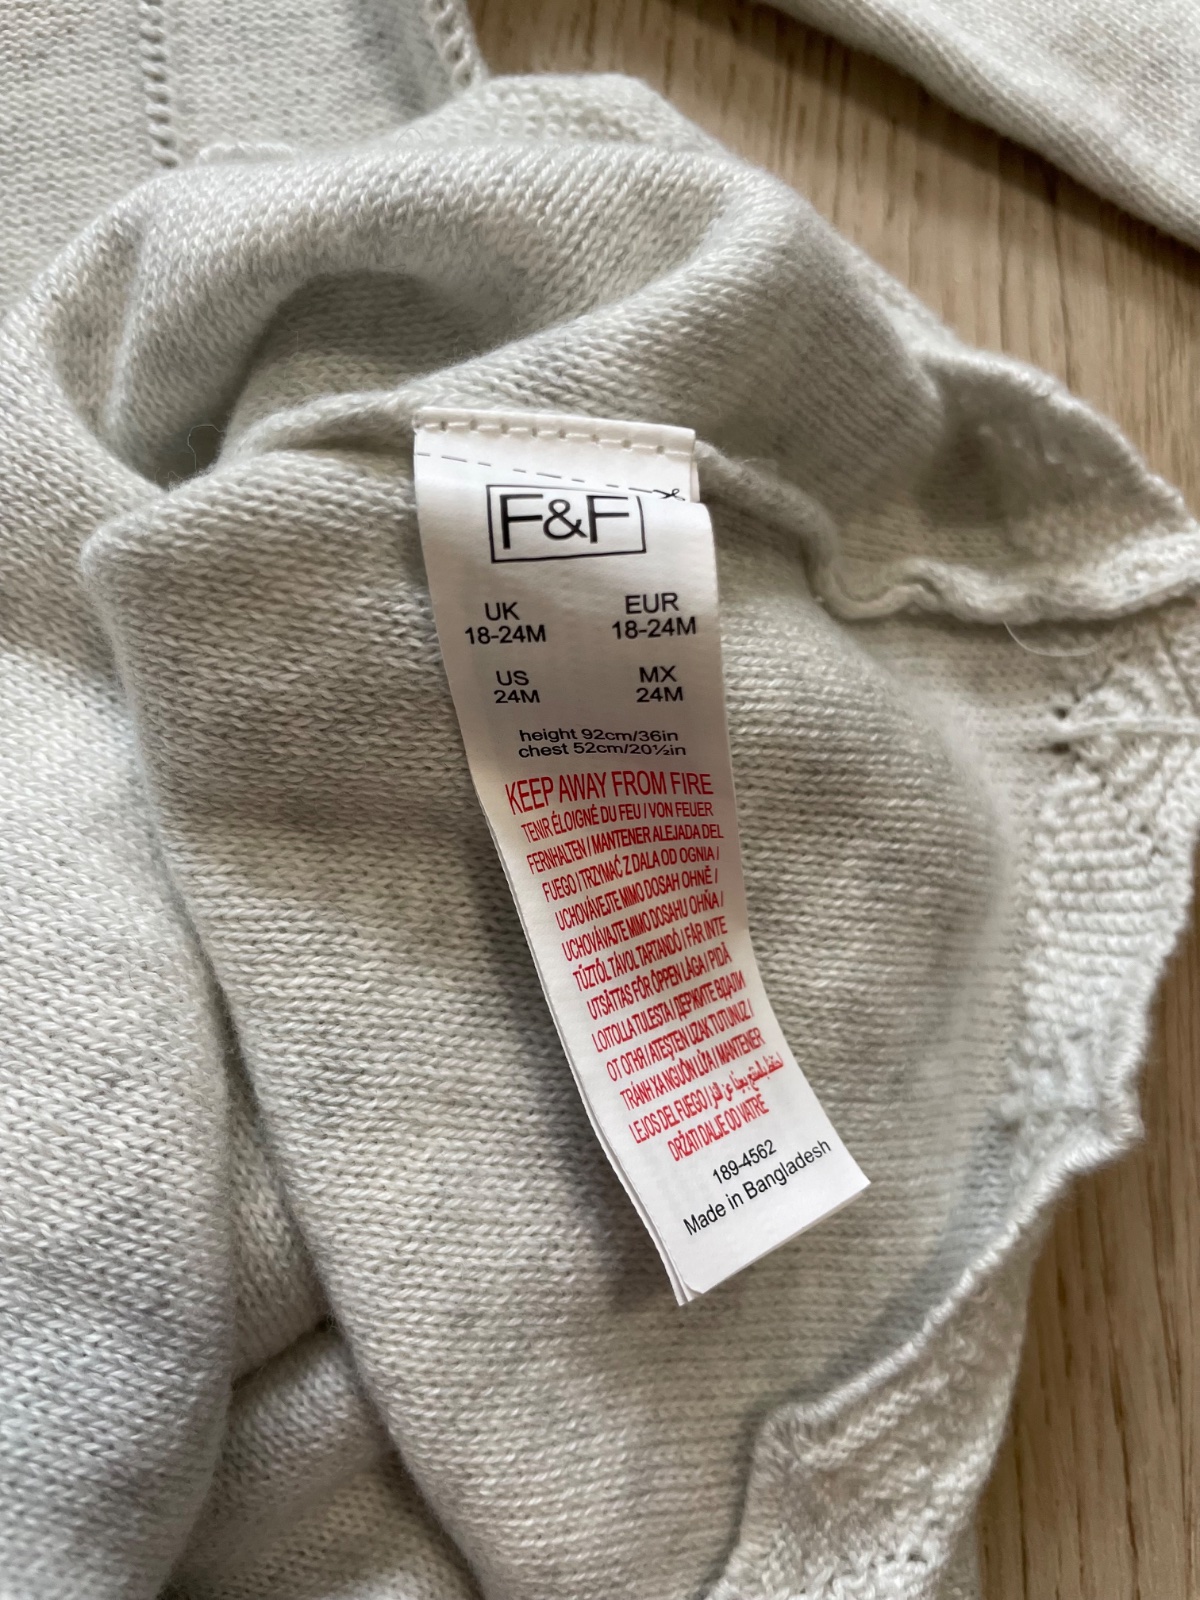 F&F
UK EUR
18-24M 18-24M
US MX
24M 24M
height 92cm/36in
chest 52cm/20½in
KEEP AWAY FROM FIRE
TENIR ÉLOIGNÉ DU FEU / VON FEUER
FERNHALTEN / MANTENER ALEJADA DEL
FUEGO / TRZYMAĆ Z DALA OD OGNIA /
UCHOVÁVEJTE MIMO DOSAH OHNĚ /
UCHOVÁVAJTE MIMO DOSAHU OHŇA /
TŰZTŐL TÁVOL TARTANDÓ / FÅR INTE
UTSÄTTAS FÖR ÖPPEN LÅGA / PIDÄ
LOITOLLA TULESTA / ДЕРЖИТЕ ВДАЛИ
ОТ ОГНЯ / ATEŞTEN UZAK TUTUNUZ /
TRÁNH XA NGUỒN LỬA / MANTENER
LEJOS DEL FUEGO / عن النار
DRŽATI DALJE OD VATRE
189-4562
Made in Bangladesh